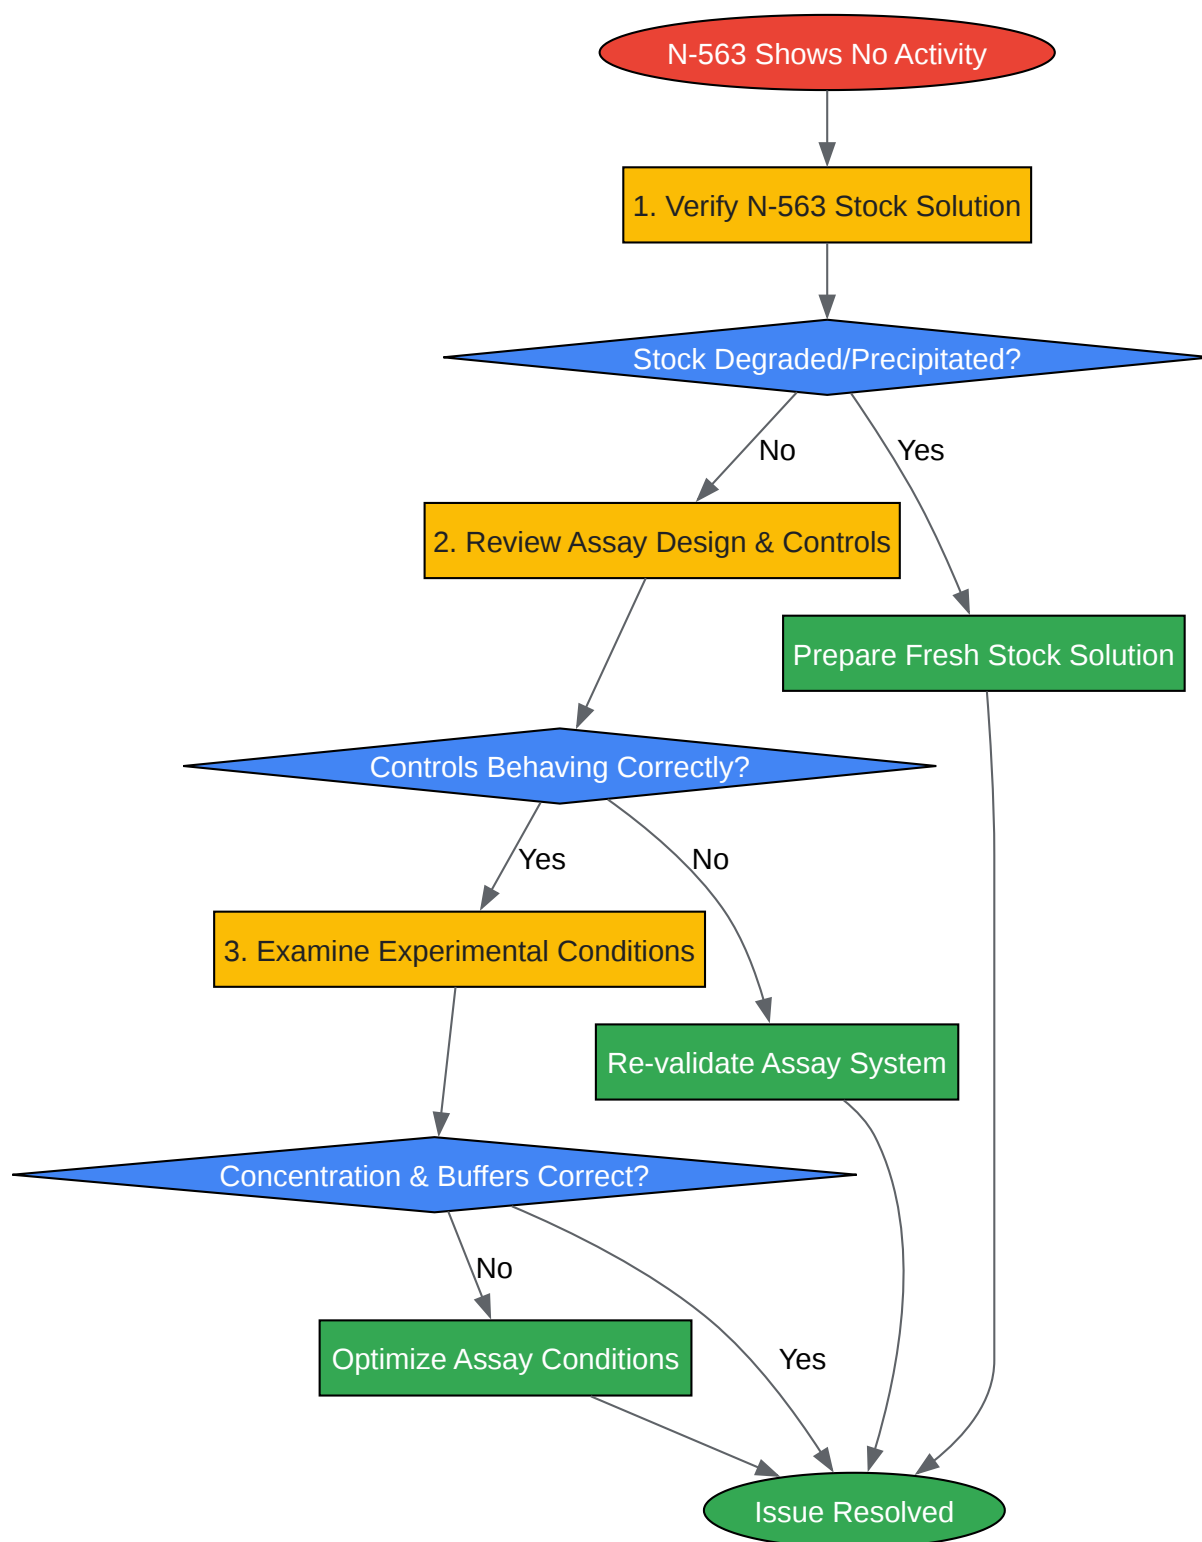 N-563 Shows No Activity
1. Verify N-563 Stock Solution
Stock Degraded/Precipitated?
No
Yes
2. Review Assay Design & Controls
Prepare Fresh Stock Solution
Controls Behaving Correctly?
Yes
No
3. Examine Experimental Conditions
Re-validate Assay System
Concentration & Buffers Correct?
No
Yes
Optimize Assay Conditions
Issue Resolved